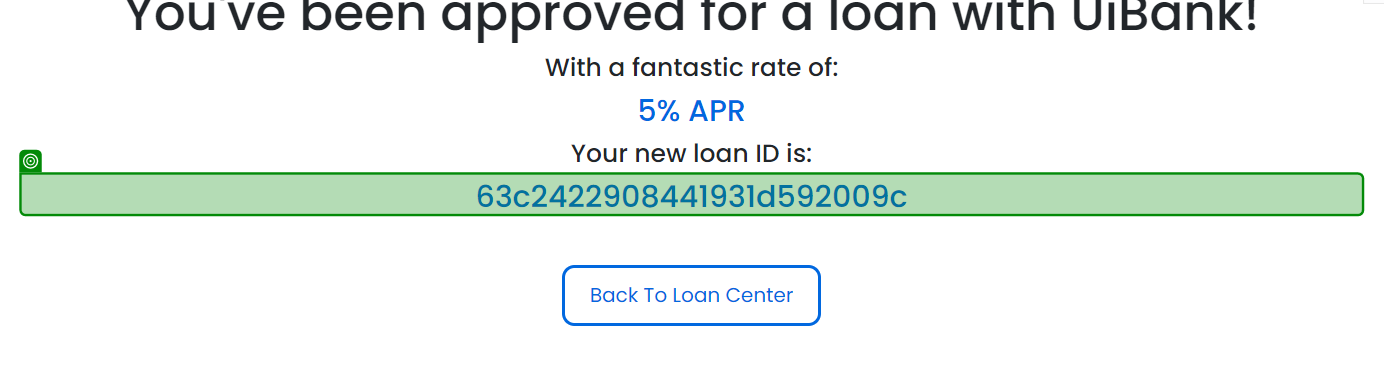 You've been approved for a loan with UiBank!
With a fantastic rate of:
5% APR
Your new loan ID is:
63c2422908441931d592009c
Back To Loan Center